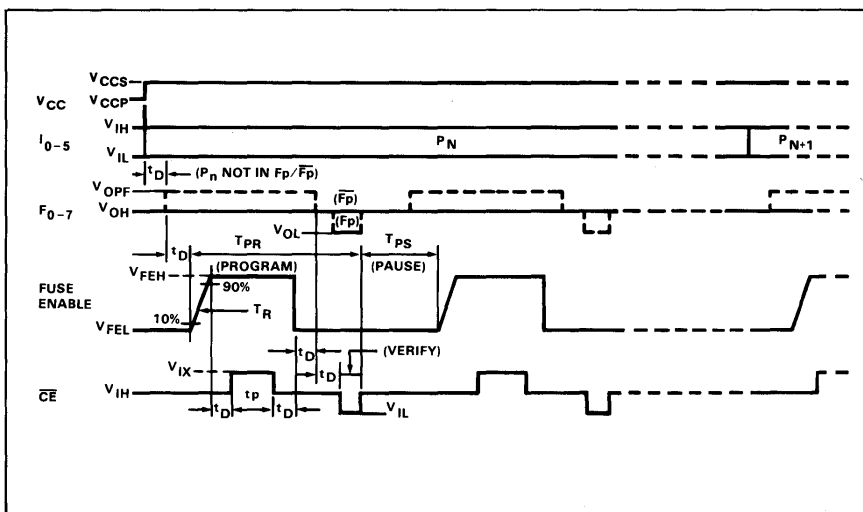 VCCS
VCC VCCP
VIH
I0-5 PN PN+1
VIL
tD (Pn NOT IN Fp/F̅p̅)
VOPF (F̅p̅)
F0-7 VOH (Fp)
VOL
tD TPR TPS
VFEH (PROGRAM) (PAUSE)
FUSE
ENABLE
90%
10% TR
VFEL
tD (VERIFY)
VIX tD
C̅E̅ VIH
VIL
tD tp tD